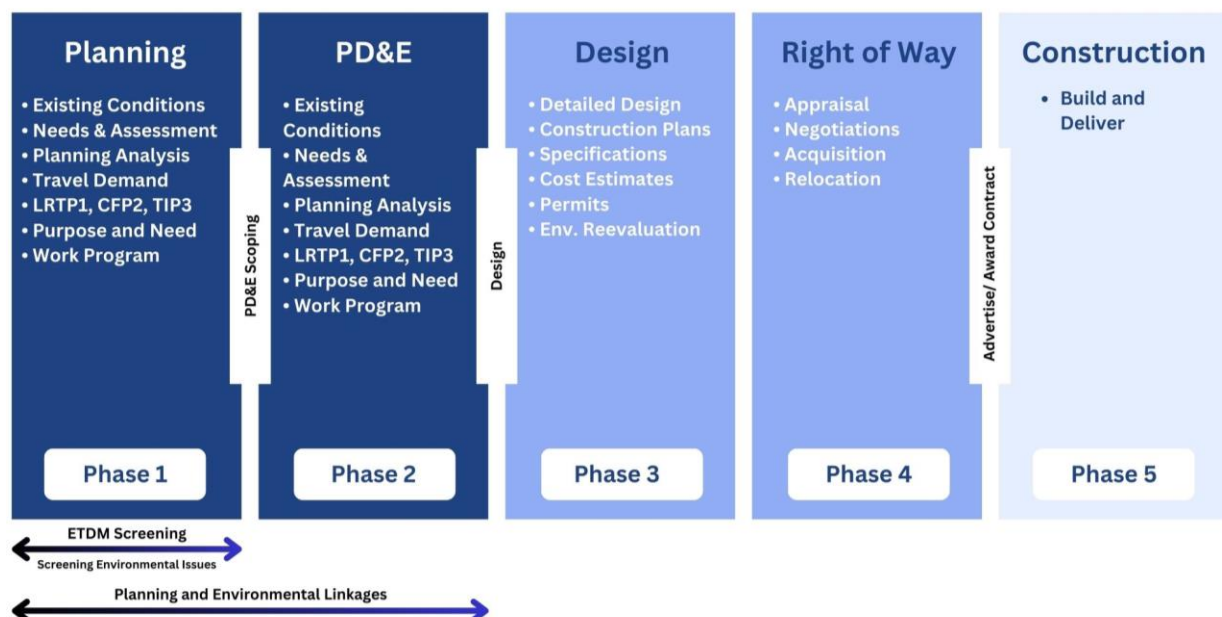 Planning
• Existing Conditions
• Needs & Assessment
• Planning Analysis
• Travel Demand
• LRTP1, CFP2, TIP3
• Purpose and Need
• Work Program
Phase 1
PD&E Scoping
PD&E
• Existing
Conditions
• Needs &
Assessment
• Planning Analysis
• Travel Demand
• LRTP1, CFP2, TIP3
• Purpose and Need
• Work Program
Phase 2
Design
Design
• Detailed Design
• Construction Plans
• Specifications
• Cost Estimates
• Permits
• Env. Reevaluation
Phase 3
Right of Way
• Appraisal
• Negotiations
• Acquisition
• Relocation
Phase 4
Advertise/ Award Contract
Construction
• Build and
Deliver
Phase 5
ETDM Screening
Screening Environmental Issues
Planning and Environmental Linkages